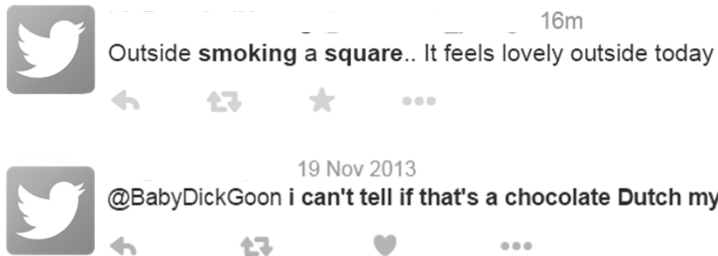 16m
Outside smoking a square.. It feels lovely outside today
19 Nov 2013
@BabyDickGoon i can't tell if that's a chocolate Dutch my